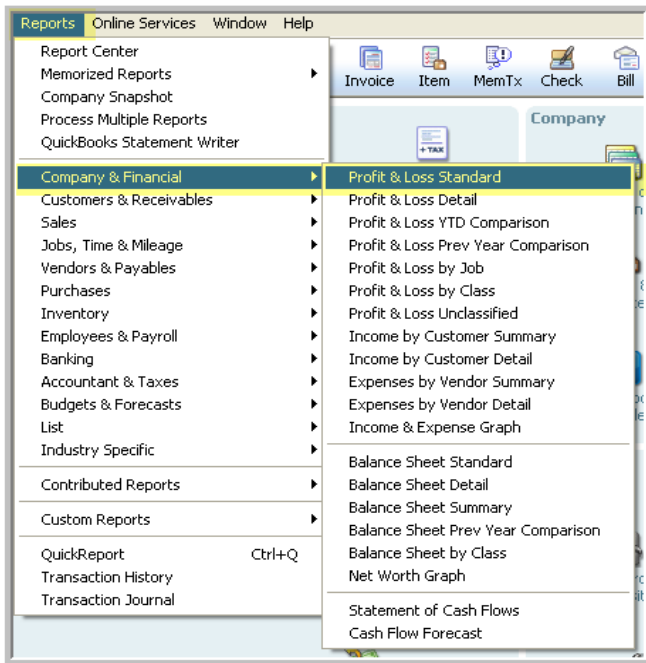 Reports Online Services Window Help
Report Center
Memorized Reports
Company Snapshot
Process Multiple Reports
QuickBooks Statement Writer
Company & Financial
Customers & Receivables
Sales
Jobs, Time & Mileage
Vendors & Payables
Purchases
Inventory
Employees & Payroll
Banking
Accountant & Taxes
Budgets & Forecasts
List
Industry Specific
Contributed Reports
Custom Reports
QuickReport Ctrl+Q
Transaction History
Transaction Journal
Invoice Item MemTx Check Bill
Company
+ TAX
Profit & Loss Standard
Profit & Loss Detail
Profit & Loss YTD Comparison
Profit & Loss Prev Year Comparison
Profit & Loss by Job
Profit & Loss by Class
Profit & Loss Unclassified
Income by Customer Summary
Income by Customer Detail
Expenses by Vendor Summary
Expenses by Vendor Detail
Income & Expense Graph
Balance Sheet Standard
Balance Sheet Detail
Balance Sheet Summary
Balance Sheet Prev Year Comparison
Balance Sheet by Class
Net Worth Graph
Statement of Cash Flows
Cash Flow Forecast